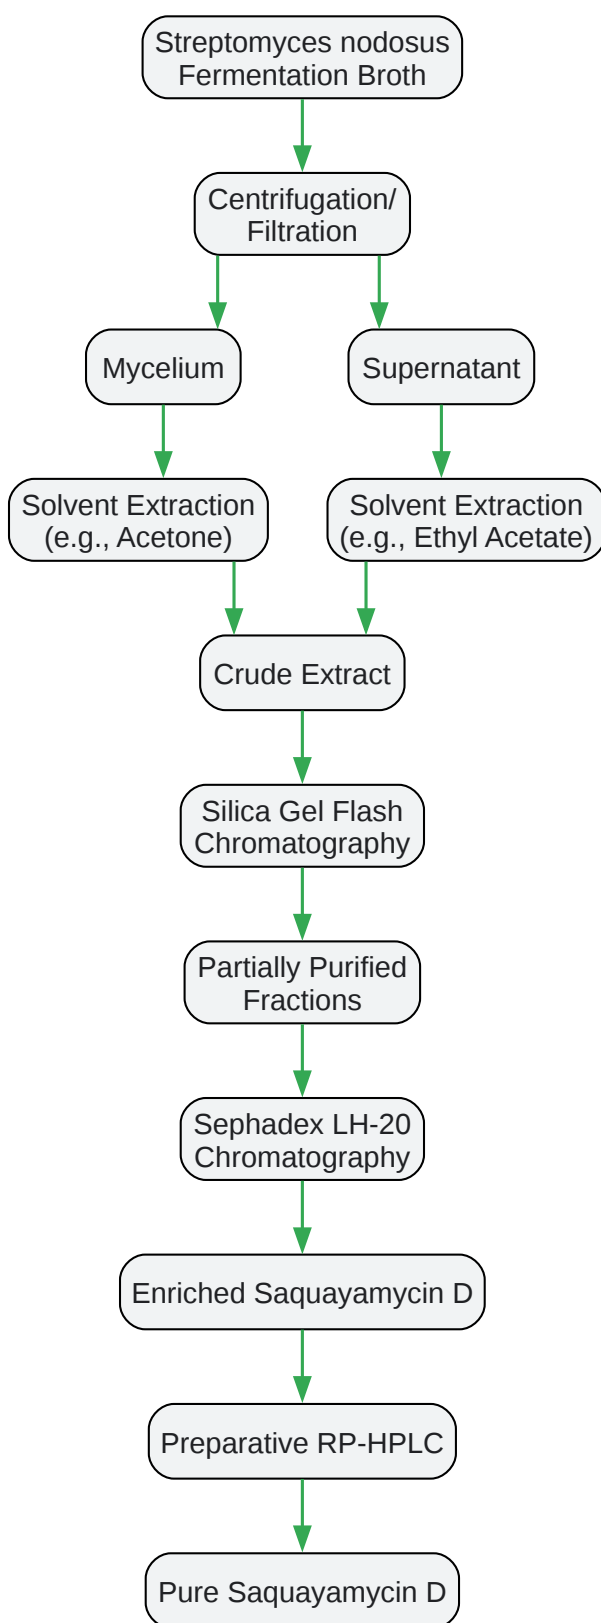 Streptomyces nodosus
Fermentation Broth
Centrifugation/
Filtration
Mycelium
Supernatant
Solvent Extraction
(e.g., Acetone)
Solvent Extraction
(e.g., Ethyl Acetate)
Crude Extract
Silica Gel Flash
Chromatography
Partially Purified
Fractions
Sephadex LH-20
Chromatography
Enriched Saquayamycin D
Preparative RP-HPLC
Pure Saquayamycin D